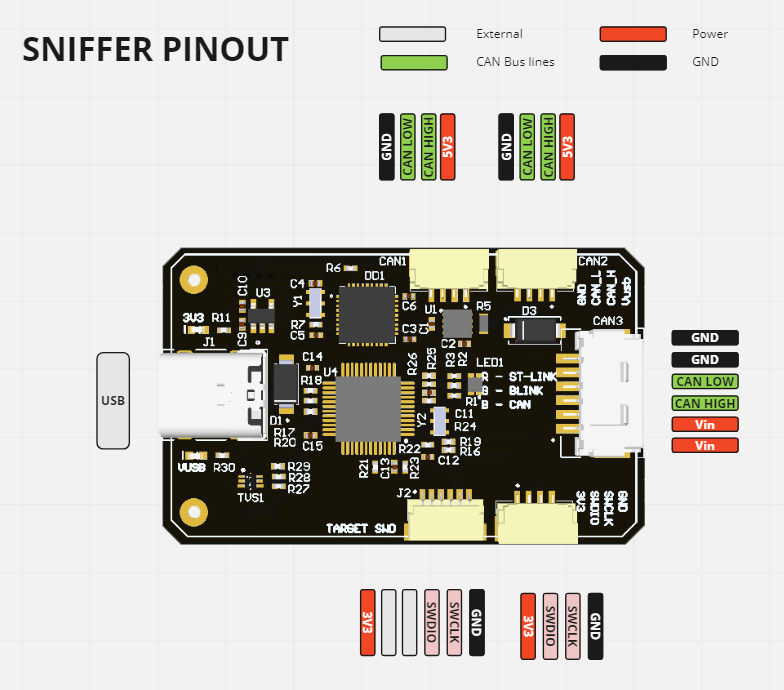 SNIFFER PINOUT
External
Power
CAN Bus lines
GND
GND
CAN LOW
CAN HIGH
5V3
GND
CAN LOW
CAN HIGH
5V3
CAN1
CAN2
R6
DD1
C10
U3
C4
Y1
C6
U1
R5
D3
GND
CAN_L
CAN_H
VUSB
3V3
R11
R7
C5
C3
C1
C2
CAN3
C9
J1
C14
R18
U4
R26
R25
R3
R2
LED1
R - ST-LINK
G - BLINK
B - CAN
R1
USB
GND
GND
CAN LOW
CAN HIGH
Vin
Vin
D1
R17
R20
C15
Y2
C11
R24
R22
R19
R16
C12
VUSB
R30
R29
R28
R27
TVS1
R21
C13
R23
J2
TARGET SWD
3V3
SWDIO
SWCLK
GND
3V3
SWDIO
SWCLK
GND
3V3
SWDIO
SWCLK
GND